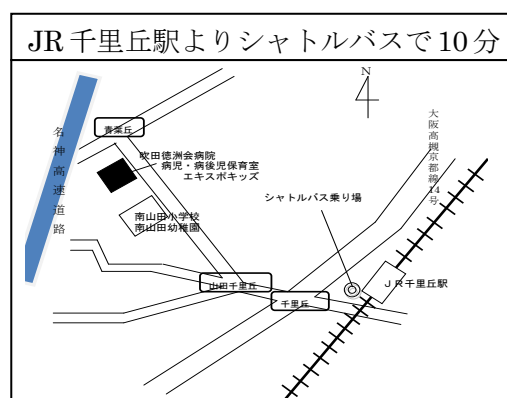 JR千里丘駅よりシャトルバスで10分
N
青葉丘
名神高速道路
吹田徳洲会病院
病児・病後児保育室
エキスポキッズ
大阪高槻京都線14号
シャトルバス乗り場
南山田小学校
南山田幼稚園
山田千里丘
ＪＲ千里丘駅
千里丘